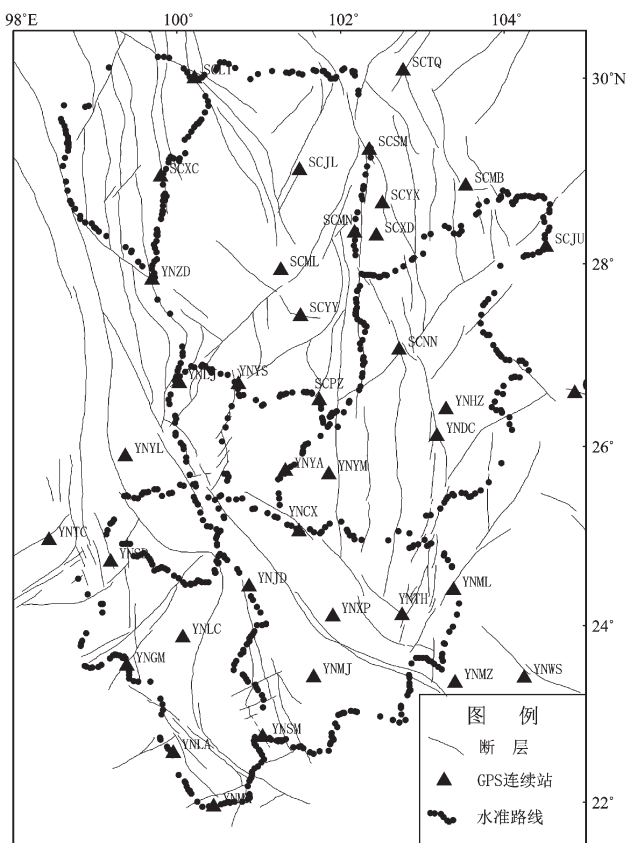 98°E 100° 102° 104°
SCTQ
SCLT
30°N
SCSM
SCJL
SCXC
SCMB
SCYX
SCMN
SCXD
SCJU
SCML
YNZD
28°
SCYY
SCNN
YNLJ
YNYS
SCPZ
YNHZ
YNDC
26°
YNYL
YNYA
YNYM
YNCX
YNTC
YNSD
YNJD
YNML
YNTH
YNXP
24°
YNLC
YNGM
YNMJ
YNMZ
YNWS
图 例
YNSM
断 层
YNLA
GPS连续站
22°
水准路线